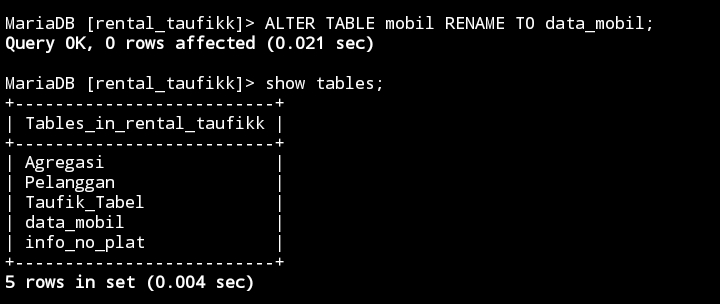 MariaDB [rental_taufikk]> ALTER TABLE mobil RENAME TO data_mobil;
Query OK, 0 rows affected (0.021 sec)
MariaDB [rental_taufikk]> show tables;
+--------------------------+
| Tables_in_rental_taufikk |
+--------------------------+
| Agregasi                 |
| Pelanggan                |
| Taufik_Tabel             |
| data_mobil               |
| info_no_plat             |
+--------------------------+
5 rows in set (0.004 sec)